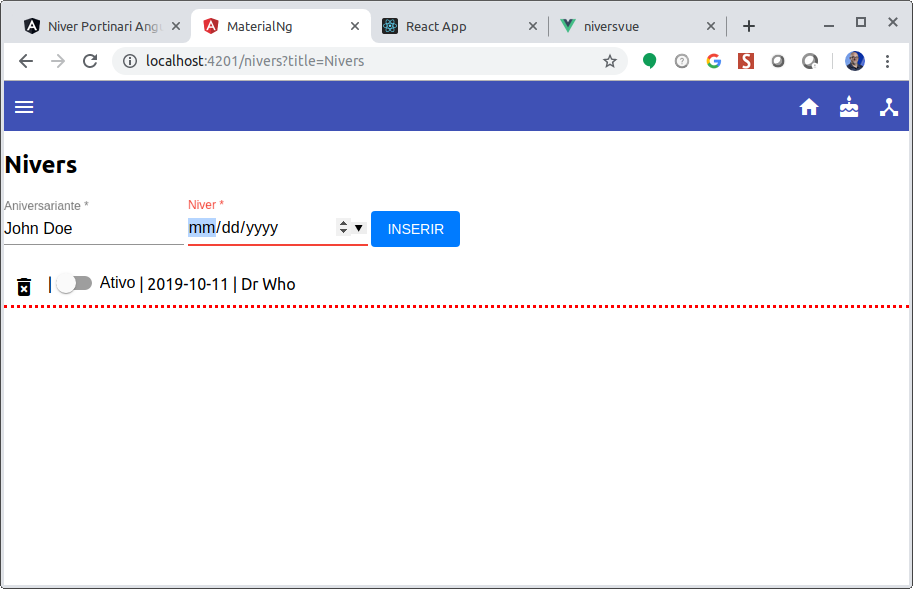 Niver Portinari Angu
MaterialNg
React App
niversvue
localhost:4201/nivers?title=Nivers
Nivers
Aniversariante *
Niver *
John Doe
mm/dd/yyyy
INSERIR
| Ativo | 2019-10-11 | Dr Who